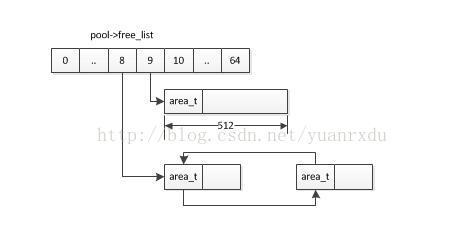 pool->free_list
0 .. 8 9 10 .. 64
area_t
512
http://blog.csdn.net/yuanrxdu
area_t area_t